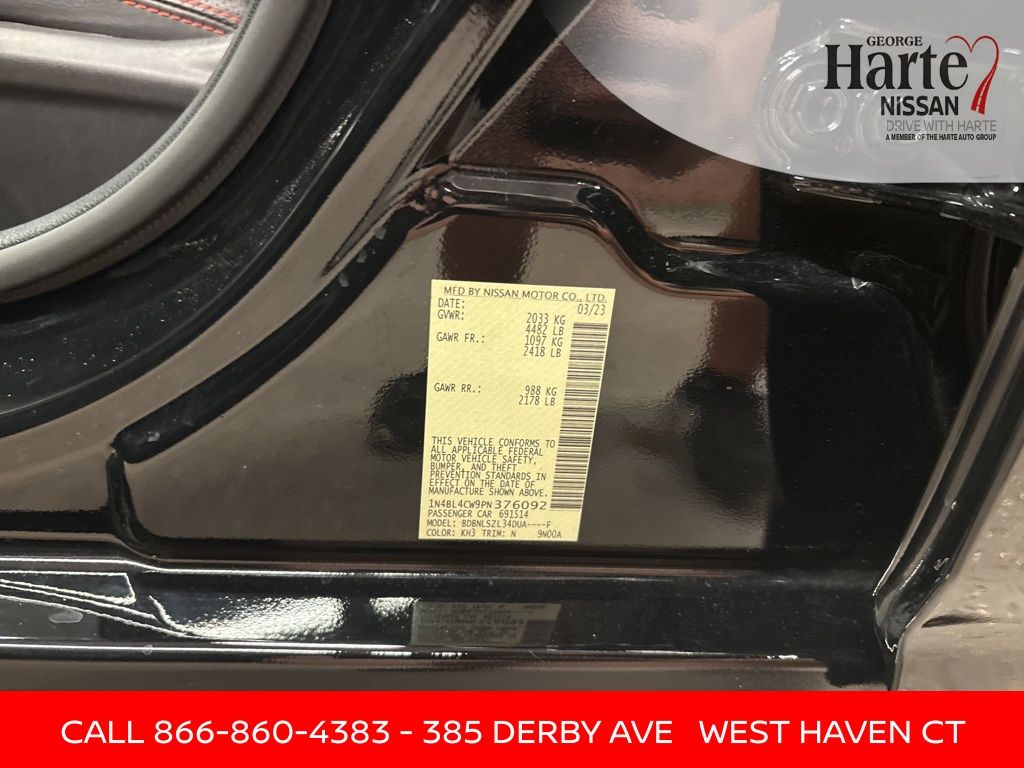 GEORGE
Harte
NiSSAN
DRIVE WITH HARTE
A MEMBER OF THE HARTE AUTO GROUP
MFD BY NISSAN MOTOR CO., LTD.
DATE: 03/23
GVWR: 2033 KG
4482 LB
GAWR FR.: 1097 KG
2418 LB
GAWR RR.: 988 KG
2178 LB
THIS VEHICLE CONFORMS TO
ALL APPLICABLE FEDERAL
MOTOR VEHICLE SAFETY,
BUMPER, AND THEFT
PREVENTION STANDARDS IN
EFFECT ON THE DATE OF
MANUFACTURE SHOWN ABOVE.
1N4BL4CW9PN376092
PASSENGER CAR 691514
MODEL: BDBNLSZL34DUA----F
COLOR: KH3 TRIM: N 9N00A
CALL 866-860-4383 - 385 DERBY AVE WEST HAVEN CT